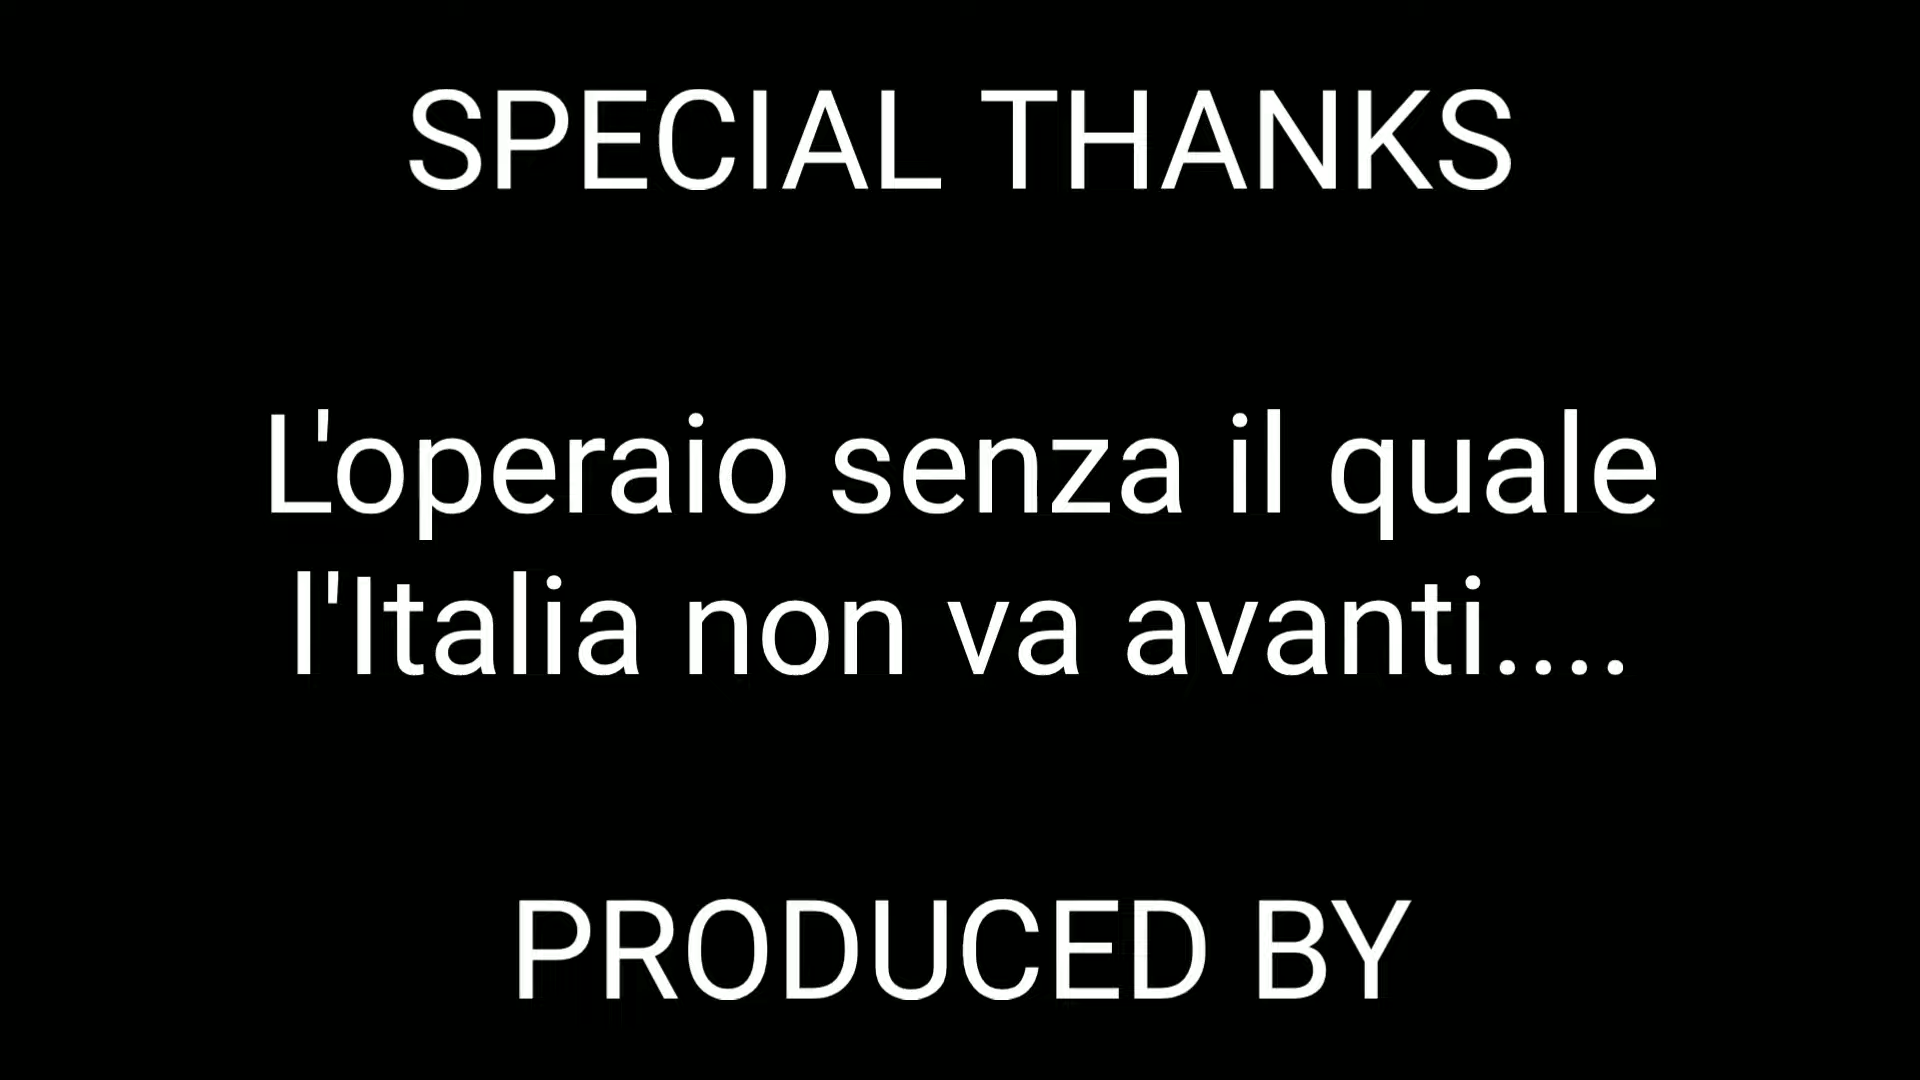 SPECIAL THANKS
L'operaio senza il quale
l'Italia non va avanti....
PRODUCED BY